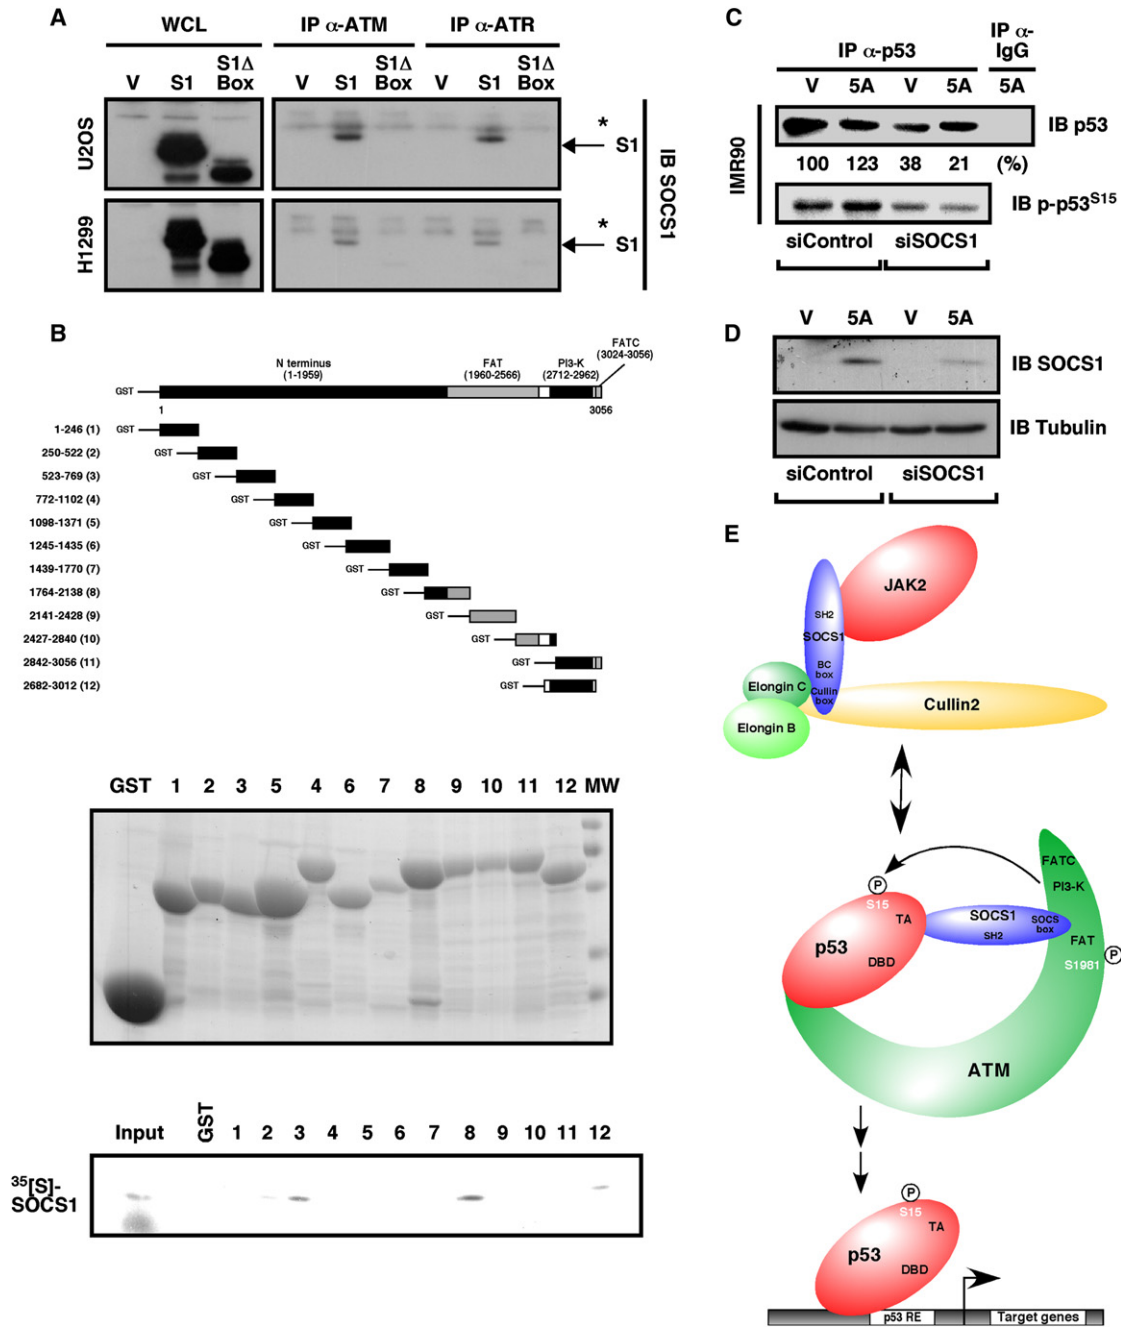 A
WCL IP α-ATM IP α-ATR
V S1 S1Δ Box V S1 S1Δ Box V S1 S1Δ Box
U2OS
*
S1
H1299
*
S1
IB SOCS1
B
N terminus (1-1959)
FAT (1960-2566)
PI3-K (2712-2962)
FATC (3024-3056)
GST
1 3056
1-246 (1) GST
250-522 (2) GST
523-769 (3) GST
772-1102 (4) GST
1098-1371 (5) GST
1245-1435 (6) GST
1439-1770 (7) GST
1764-2138 (8) GST
2141-2428 (9) GST
2427-2840 (10) GST
2842-3056 (11) GST
2682-3012 (12) GST
GST 1 2 3 5 4 6 7 8 9 10 11 12 MW
Input GST 1 2 3 4 5 6 7 8 9 10 11 12
35[S]-
SOCS1
C
IP α-p53
IP α-
IgG
V 5A V 5A 5A
IMR90
IB p53
100 123 38 21 (%)
IB p-p53S15
siControl siSOCS1
D
V 5A V 5A
IB SOCS1
IB Tubulin
siControl siSOCS1
E
JAK2
SH2
SOCS1
BC
box
Cullin
box
Elongin C
Elongin B
Cullin2
P
S15
TA
p53
DBD
SOCS1
SH2
SOCS
box
FATC
PI3-K
FAT
S1981
P
ATM
P
S15
TA
p53
DBD
p53 RE
Target genes